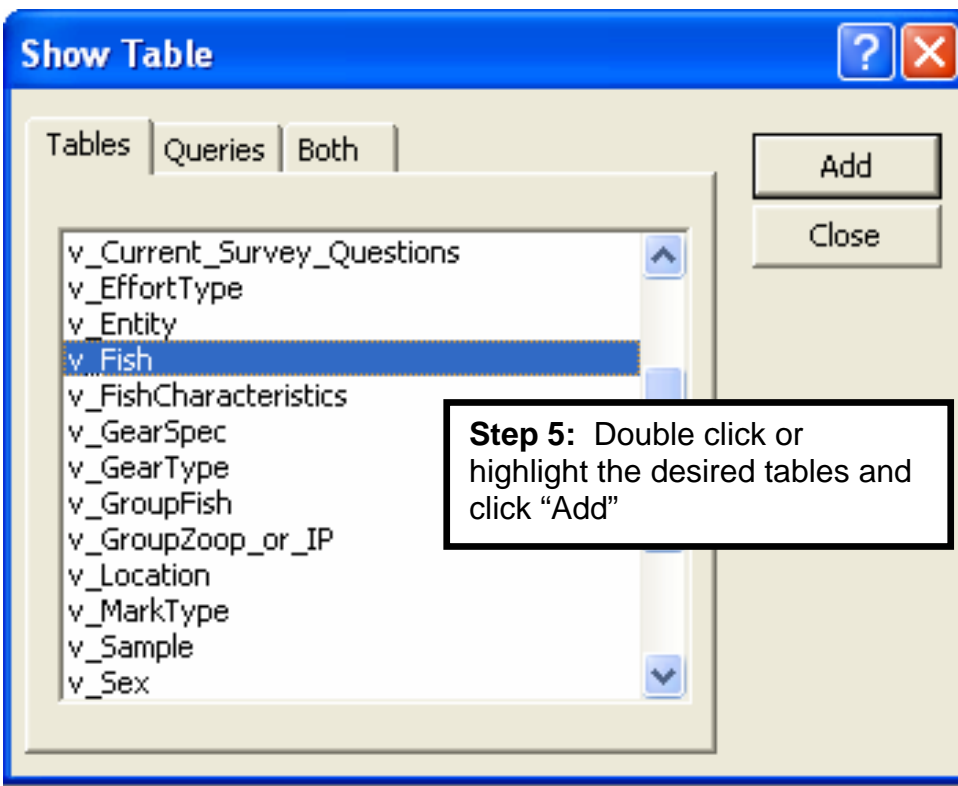 Show Table
Tables Queries Both
Add
Close
v_Current_Survey_Questions
v_EffortType
v_Entity
v_Fish
v_FishCharacteristics
v_GearSpec
v_GearType
v_GroupFish
v_GroupZoop_or_IP
v_Location
v_MarkType
v_Sample
v_Sex
Step 5:  Double click or
highlight the desired tables and
click “Add”